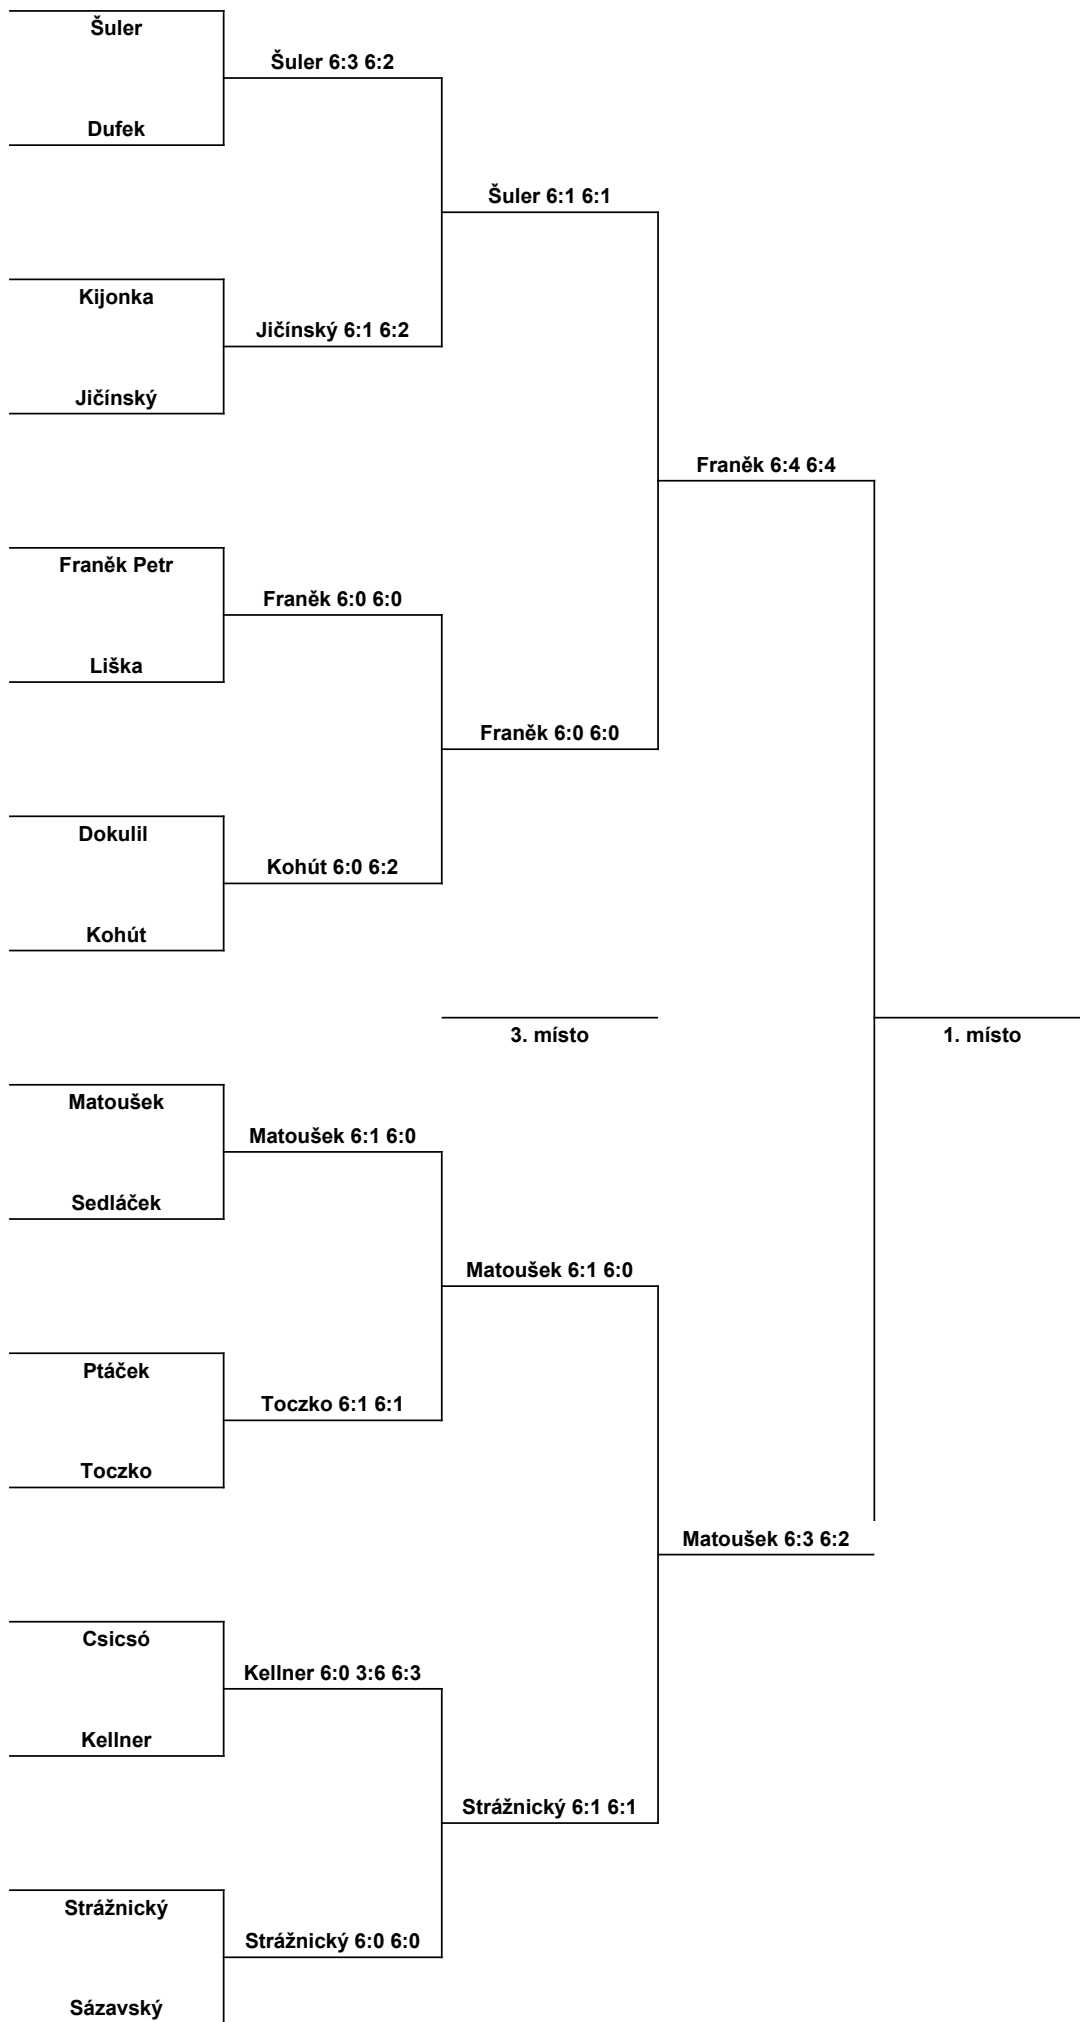 Šuler
Šuler 6:3 6:2
Dufek
Šuler 6:1 6:1
Kijonka
Jičínský 6:1 6:2
Jičínský
Franěk 6:4 6:4
Franěk Petr
Franěk 6:0 6:0
Liška
Franěk 6:0 6:0
Dokulil
Kohút 6:0 6:2
Kohút
3. místo
1. místo
Matoušek
Matoušek 6:1 6:0
Sedláček
Matoušek 6:1 6:0
Ptáček
Toczko 6:1 6:1
Toczko
Matoušek 6:3 6:2
Csicsó
Kellner 6:0 3:6 6:3
Kellner
Strážnický 6:1 6:1
Strážnický
Strážnický 6:0 6:0
Sázavský